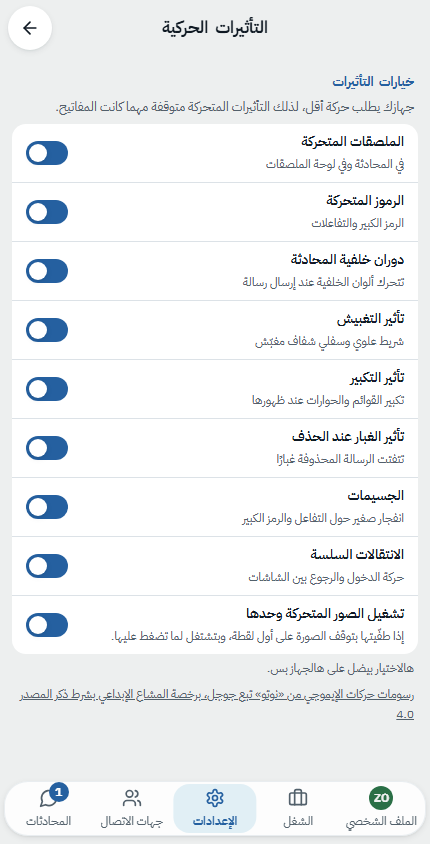 التأثيرات الحركية
خيارات التأثيرات
جهازك يطلب حركة أقل، لذلك التأثيرات المتحركة متوقفة مهما كانت المفاتيح.
الملصقات المتحركة
في المحادثة وفي لوحة الملصقات
الرموز المتحركة
الرمز الكبير والتفاعلات
دوران خلفية المحادثة
تتحرك ألوان الخلفية عند إرسال رسالة
تأثير التغبيش
شريط علوي وسفلي شفاف مغبّش
تأثير التكبير
تكبير القوائم والحوارات عند ظهورها
تأثير الغبار عند الحذف
تتفتت الرسالة المحذوفة غبارًا
الجسيمات
انفجار صغير حول التفاعل والرمز الكبير
الانتقالات السلسة
حركة الدخول والرجوع بين الشاشات
تشغيل الصور المتحركة وحدها
إذا طفّيتها بتوقف الصورة على أول لقطة، وبتشتغل لما تضغط عليها.
هالاختيار بيضل على هالجهاز بس.
رسومات حركات الإيموجي من «نوتو» تبع جوجل، برخصة المشاع الإبداعي بشرط ذكر المصدر
4.0
ZO
1
الملف الشخصي
الشغل
الإعدادات
جهات الاتصال
المحادثات